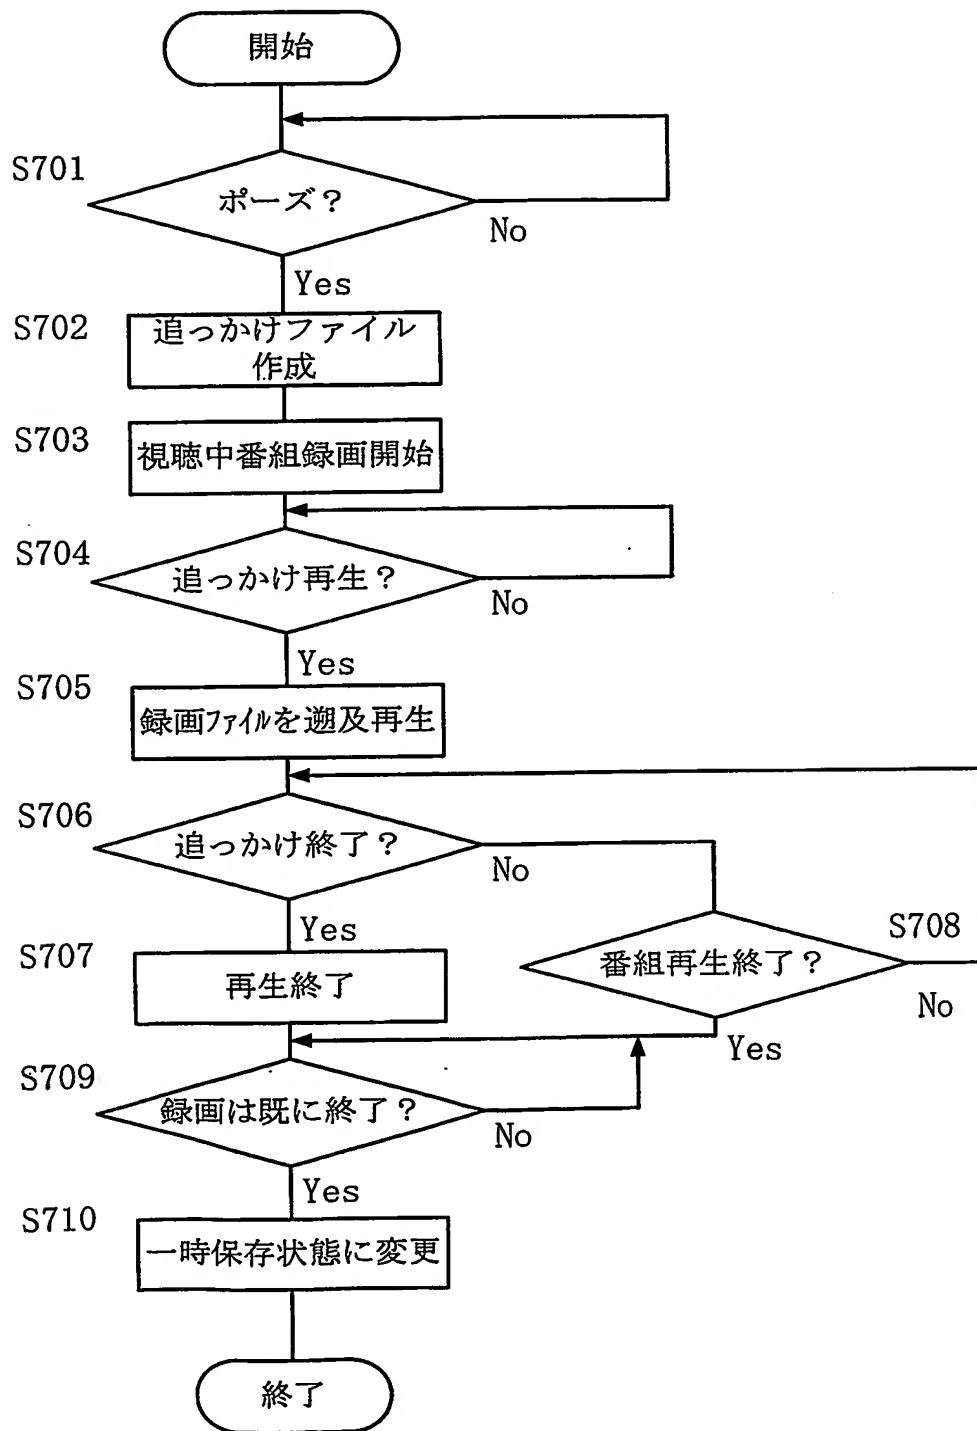 開始
S701
ポーズ？
No
Yes
S702
追っかけファイル
作成
S703
視聴中番組録画開始
S704
追っかけ再生？
No
Yes
S705
録画ファイルを遡及再生
S706
追っかけ終了？
No
Yes
S707
再生終了
S708
番組再生終了？
No
Yes
S709
録画は既に終了？
No
Yes
S710
一時保存状態に変更
終了